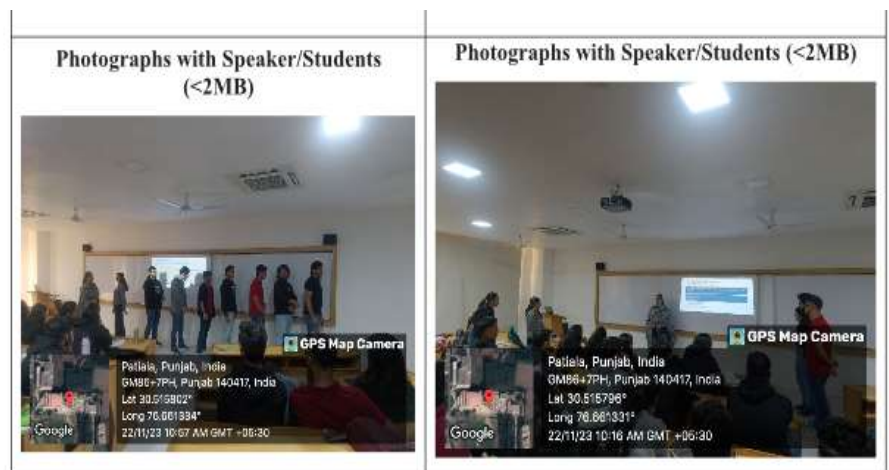 Photographs with Speaker/Students
(<2MB)
GPS Map Camera
Patiala, Punjab, India
GM86+7PH, Punjab 140417, India
Lat 30.515802°
Long 76.661334°
22/11/23 10:57 AM GMT +05:30
Google
Photographs with Speaker/Students (<2MB)
GPS Map Camera
Patiala, Punjab, India
GM86+7PH, Punjab 140417, India
Lat 30.515796°
Long 76.661331°
22/11/23 10:16 AM GMT +05:30
Google